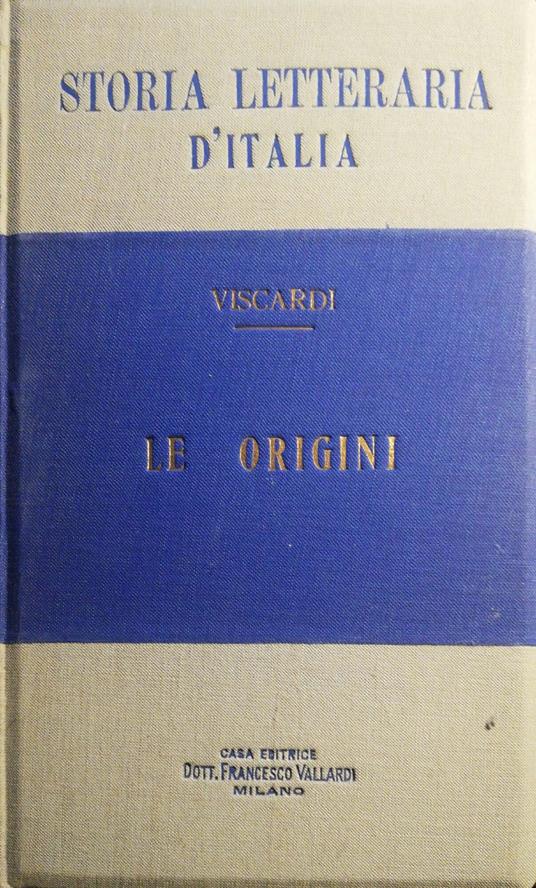 STORIA LETTERARIA
D'ITALIA
VISCARDI
LE ORIGINI
CASA EDITRICE
DOTT. FRANCESCO VALLARDI
MILANO